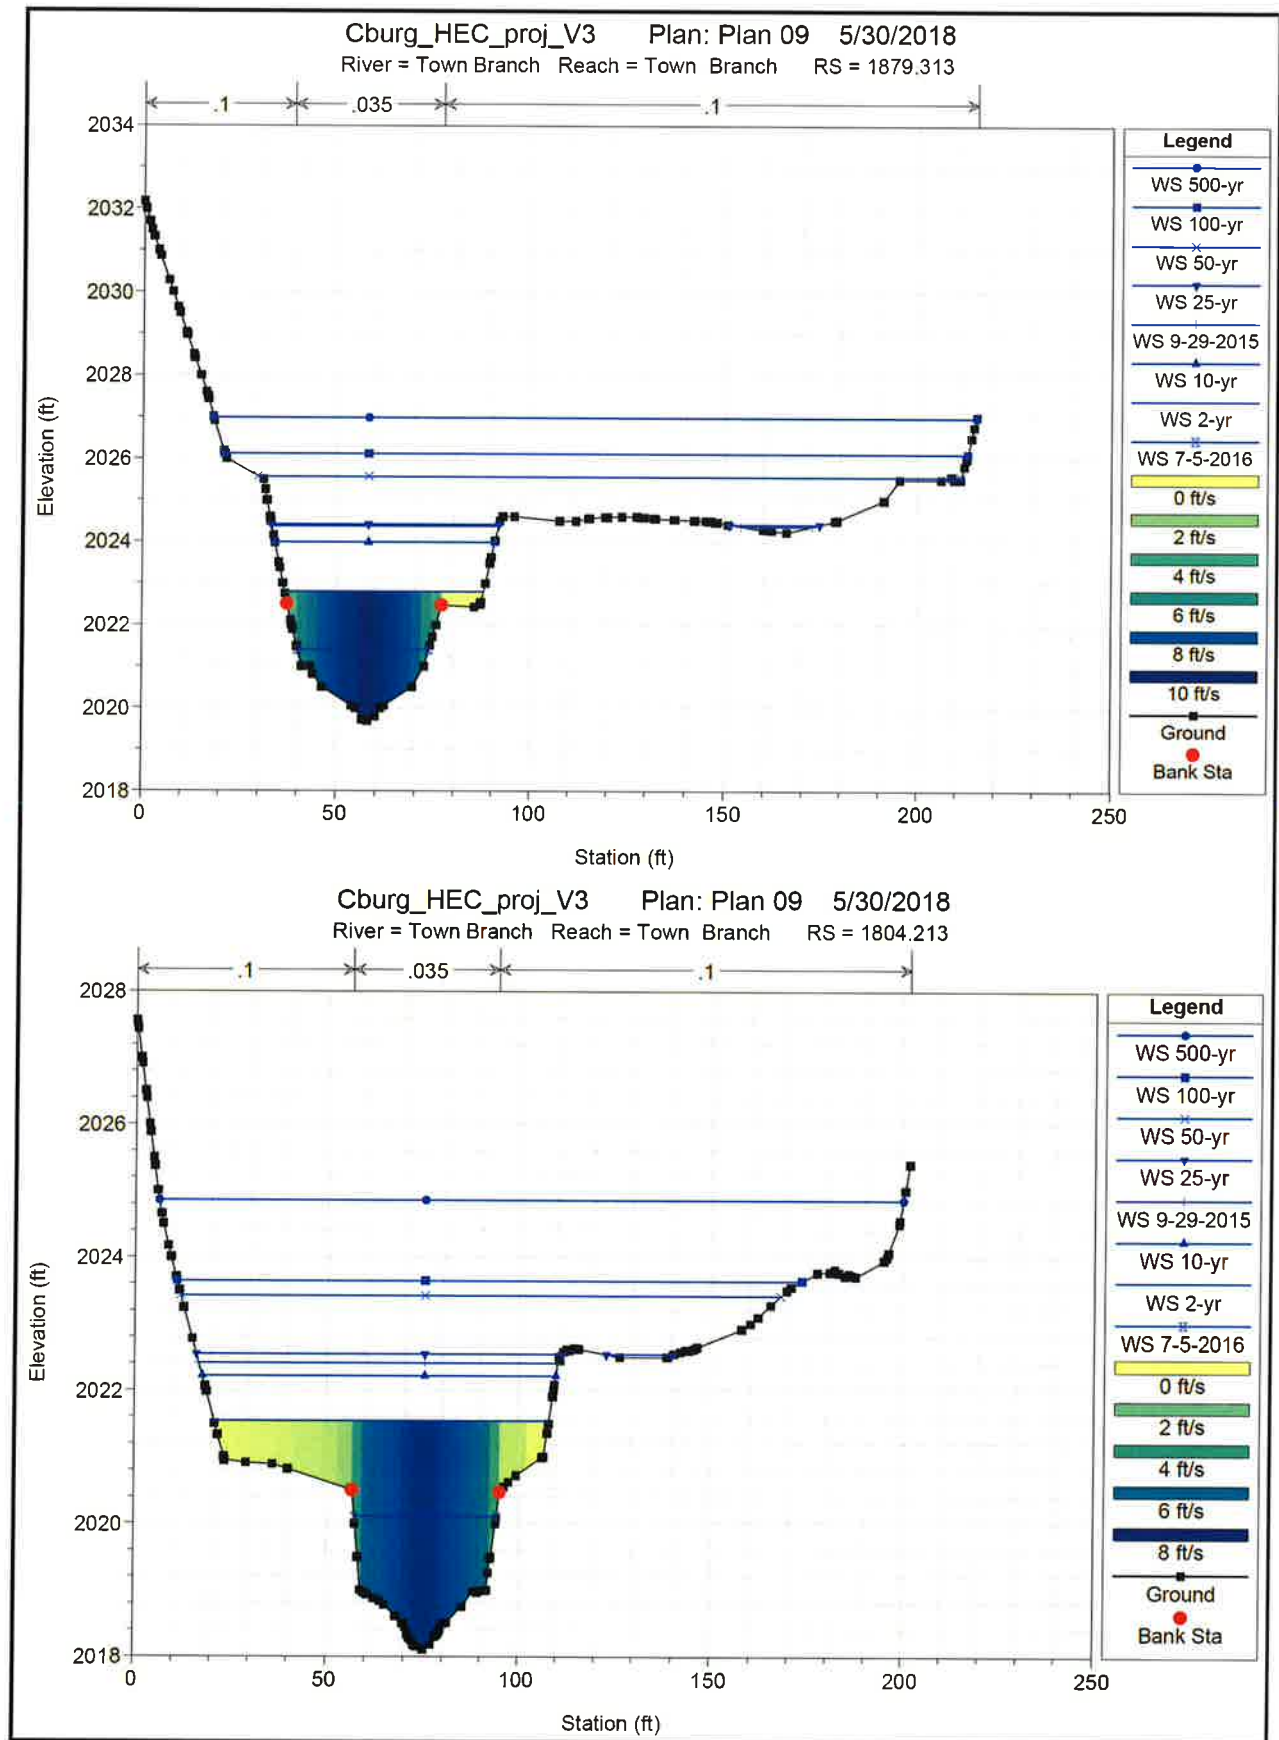 Cburg_HEC_proj_V3 Plan: Plan 09 5/30/2018
River = Town Branch Reach = Town Branch RS = 1879.313
.1 .035 .1
2034
2032
2030
2028
2026
2024
2022
2020
2018
Elevation (ft)
0 50 100 150 200 250
Station (ft)
Legend
WS 500-yr
WS 100-yr
WS 50-yr
WS 25-yr
WS 9-29-2015
WS 10-yr
WS 2-yr
WS 7-5-2016
0 ft/s
2 ft/s
4 ft/s
6 ft/s
8 ft/s
10 ft/s
Ground
Bank Sta
Cburg_HEC_proj_V3 Plan: Plan 09 5/30/2018
River = Town Branch Reach = Town Branch RS = 1804.213
.1 .035 .1
2028
2026
2024
2022
2020
2018
Elevation (ft)
0 50 100 150 200 250
Station (ft)
Legend
WS 500-yr
WS 100-yr
WS 50-yr
WS 25-yr
WS 9-29-2015
WS 10-yr
WS 2-yr
WS 7-5-2016
0 ft/s
2 ft/s
4 ft/s
6 ft/s
8 ft/s
Ground
Bank Sta